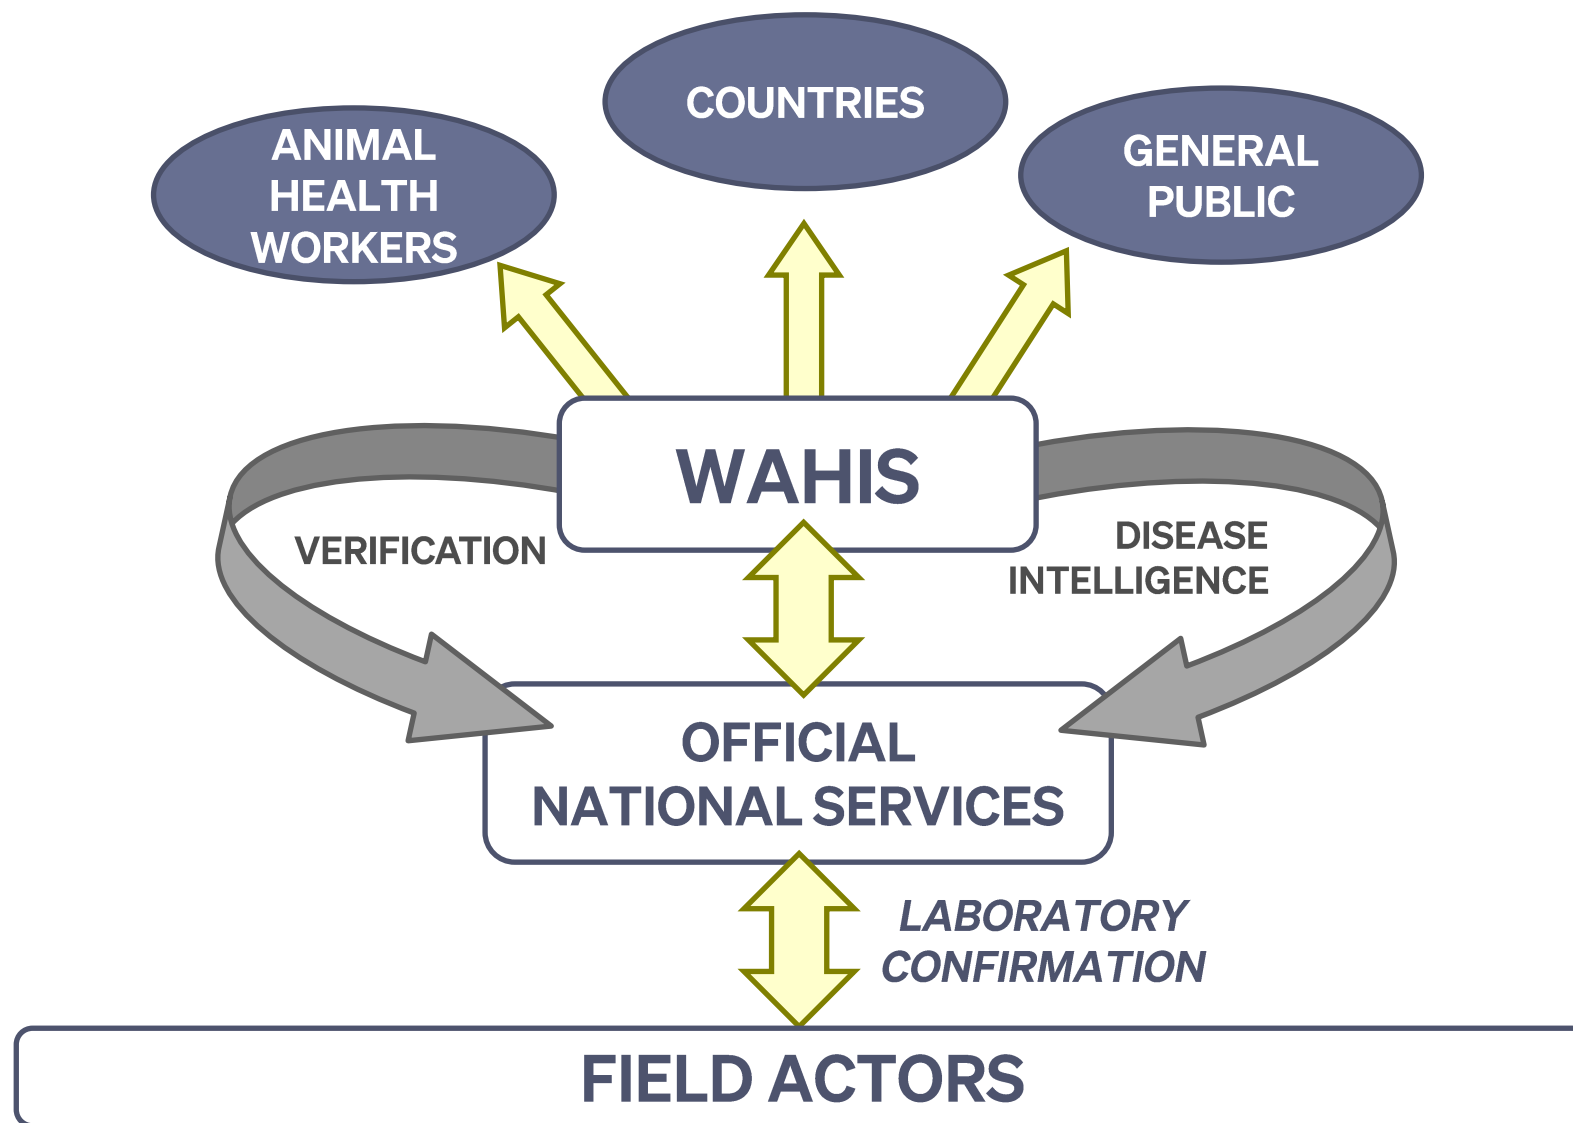 COUNTRIES
ANIMAL
HEALTH
WORKERS
GENERAL
PUBLIC
WAHIS
VERIFICATION
DISEASE
INTELLIGENCE
OFFICIAL
NATIONAL SERVICES
LABORATORY
CONFIRMATION
FIELD ACTORS